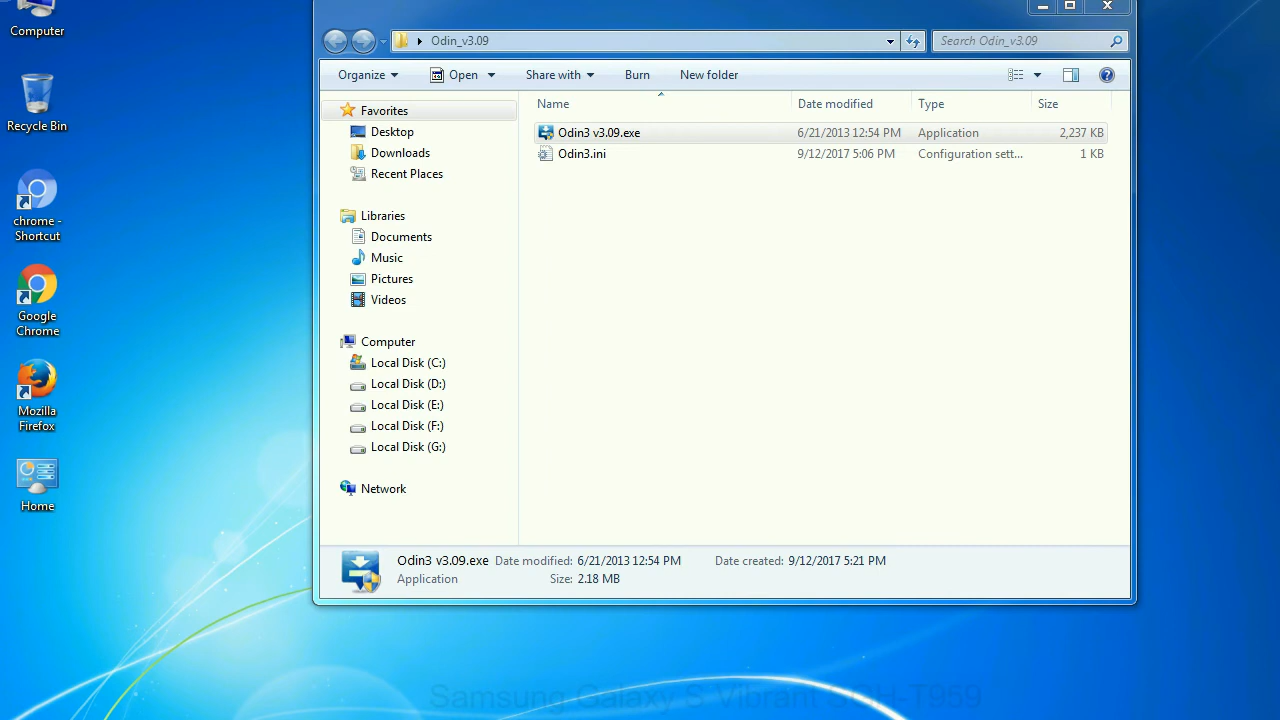 Computer
Recycle Bin
chrome -
Shortcut
Google
Chrome
Mozilla
Firefox
Home
Odin_v3.09
Search Odin_v3.09
Organize
Open
Share with
Burn
New folder
Favorites
Desktop
Downloads
Recent Places
Libraries
Documents
Music
Pictures
Videos
Computer
Local Disk (C:)
Local Disk (D:)
Local Disk (E:)
Local Disk (F:)
Local Disk (G:)
Network
Name Date modified Type Size
Odin3 v3.09.exe 6/21/2013 12:54 PM Application 2,237 KB
Odin3.ini 9/12/2017 5:06 PM Configuration sett... 1 KB
Odin3 v3.09.exe Date modified: 6/21/2013 12:54 PM Date created: 9/12/2017 5:21 PM
Application Size: 2.18 MB
Samsung Galaxy S Vibrant SGH-T959